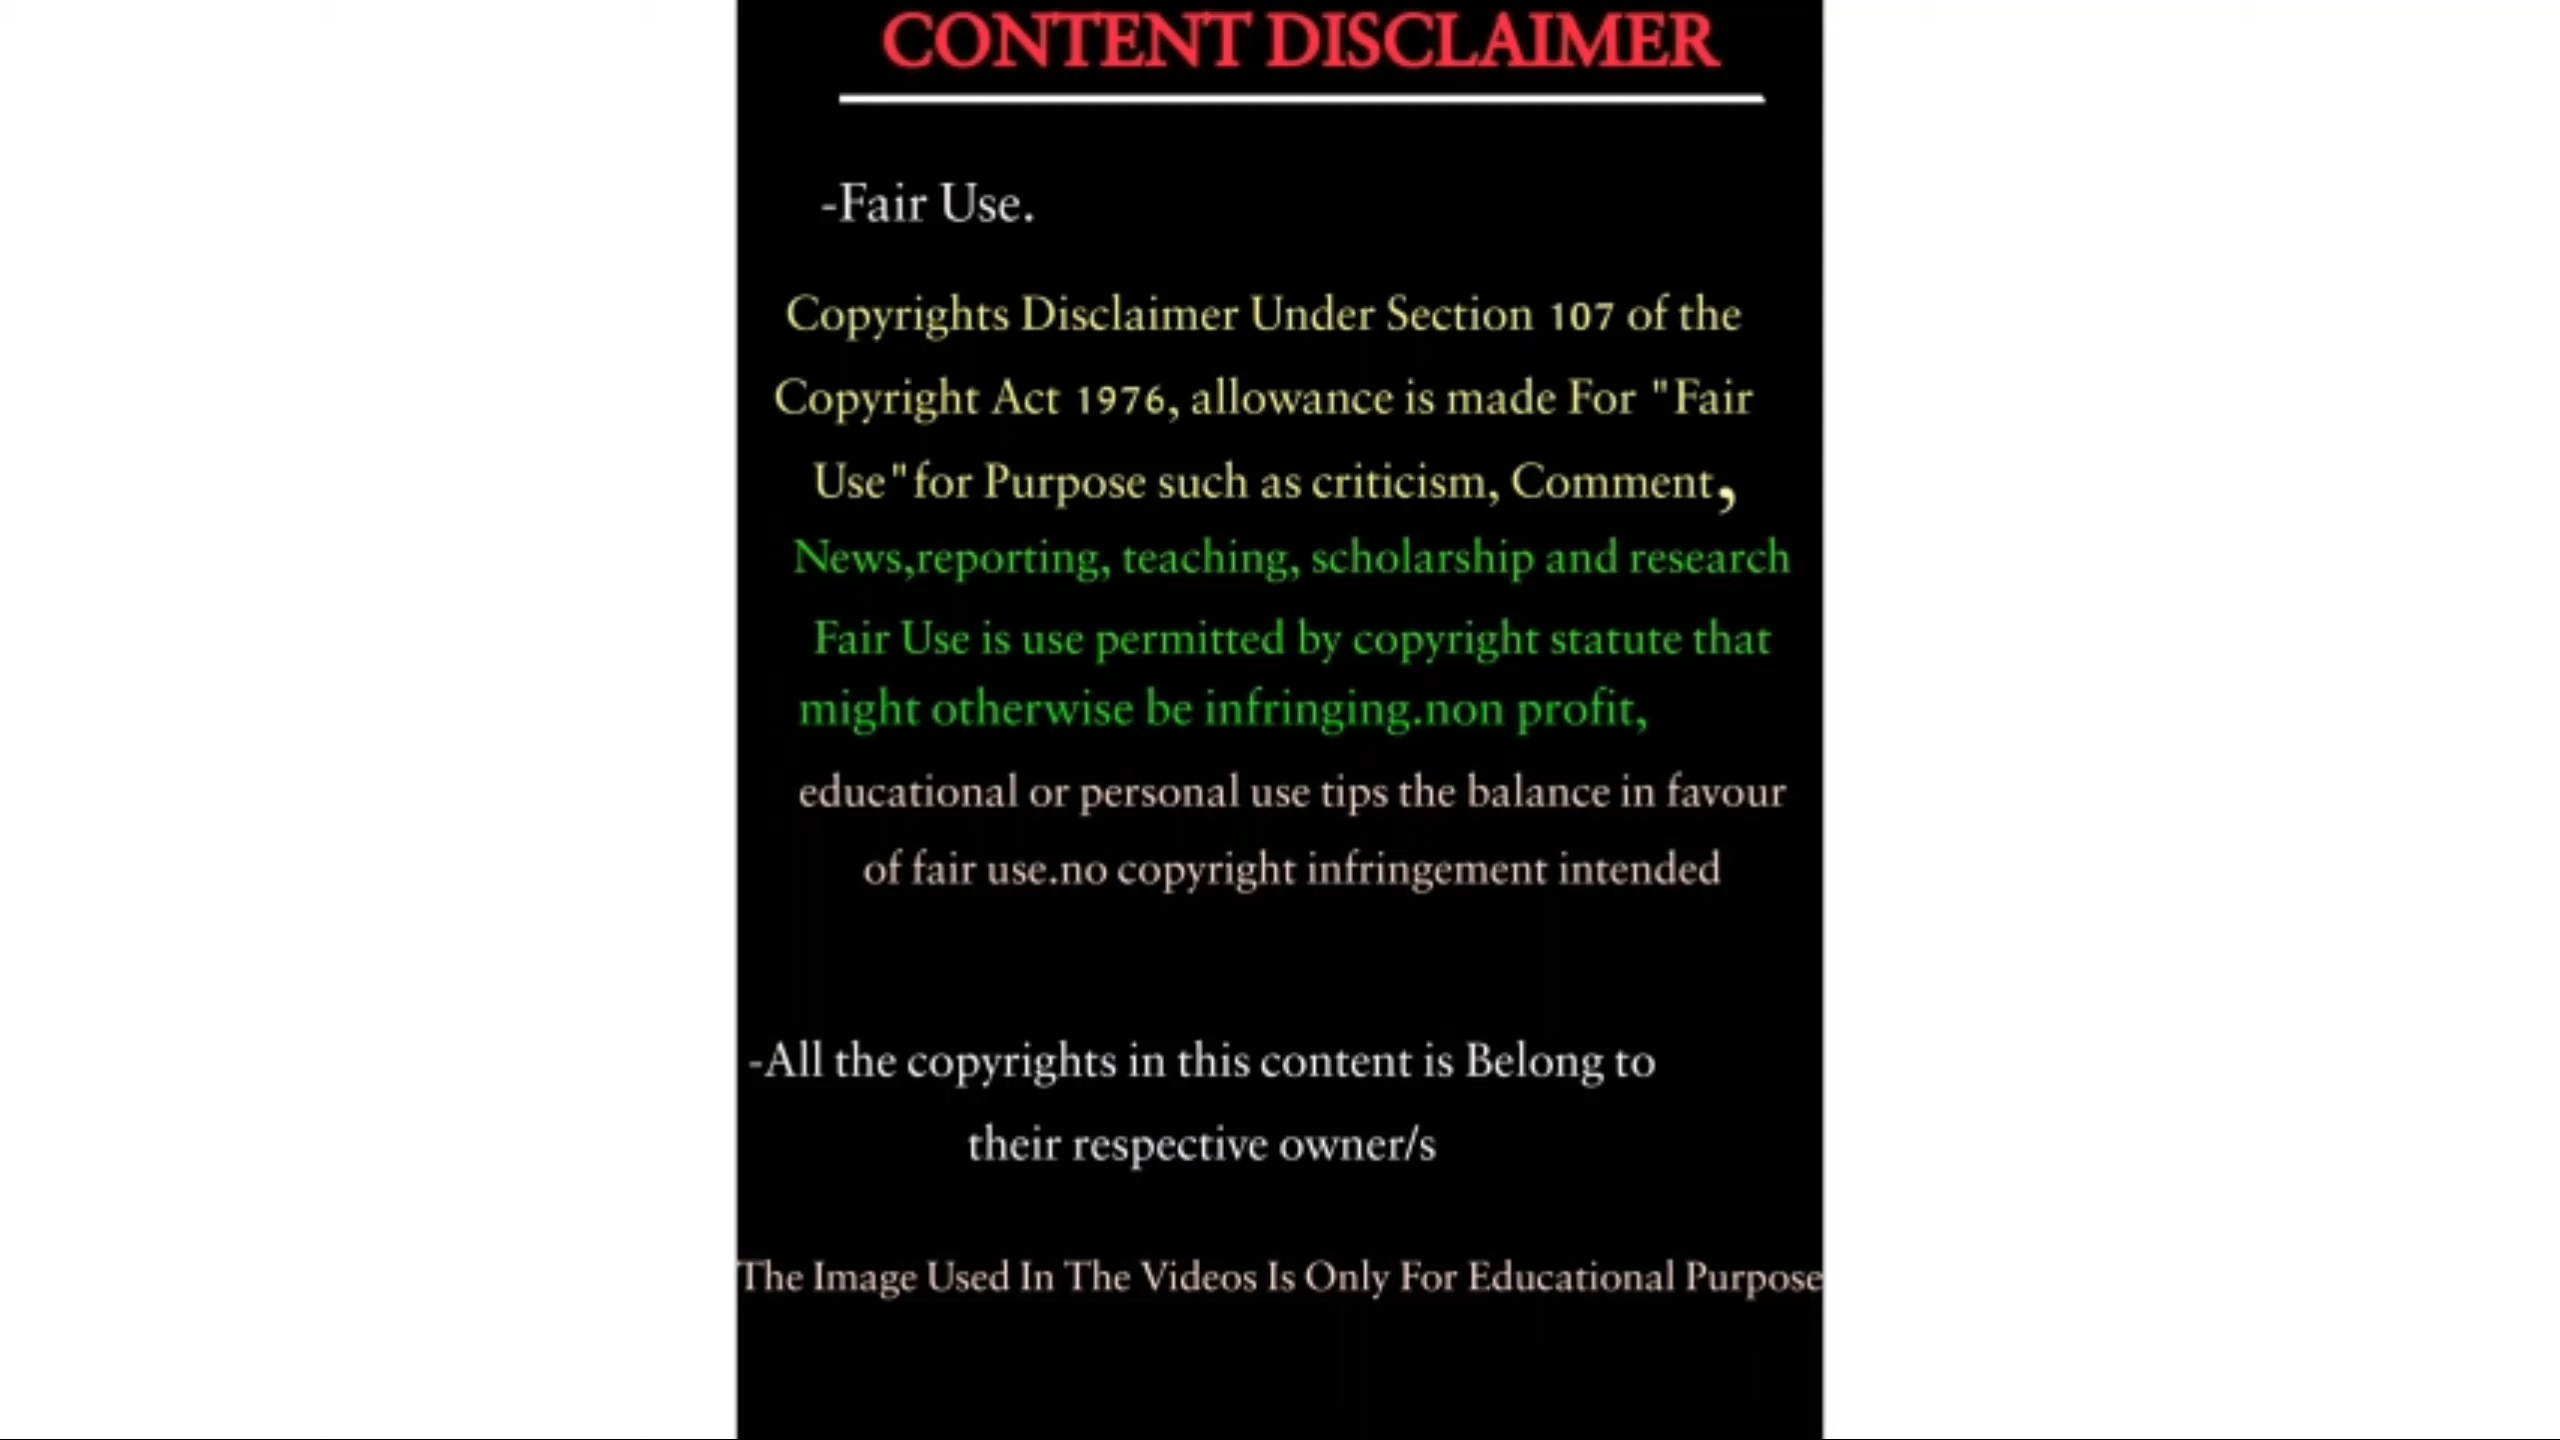 CONTENT DISCLAIMER
-Fair Use.
Copyrights Disclaimer Under Section 107 of the
Copyright Act 1976, allowance is made For "Fair
Use"for Purpose such as criticism, Comment,
News,reporting, teaching, scholarship and research
Fair Use is use permitted by copyright statute that
might otherwise be infringing.non profit,
educational or personal use tips the balance in favour
of fair use.no copyright infringement intended
-All the copyrights in this content is Belong to
their respective owner/s
The Image Used In The Videos Is Only For Educational Purpose